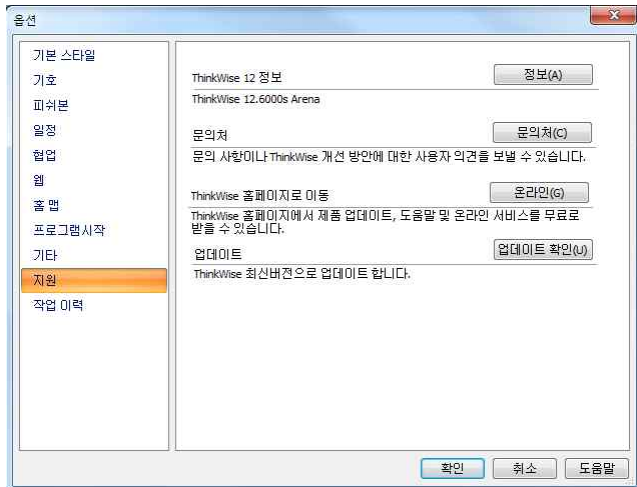 옵션
기본 스타일
기호
피쉬본
일정
협업
웹
홈 맵
프로그램시작
기타
지원
작업 이력
ThinkWise 12 정보
정보(A)
ThinkWise 12.6000s Arena
문의처
문의처(C)
문의 사항이나 ThinkWise 개선 방안에 대한 사용자 의견을 보낼 수 있습니다.
ThinkWise 홈페이지로 이동
온라인(G)
ThinkWise 홈페이지에서 제품 업데이트, 도움말 및 온라인 서비스를 무료로
받을 수 있습니다.
업데이트
업데이트 확인(U)
ThinkWise 최신버전으로 업데이트 합니다.
확인
취소
도움말